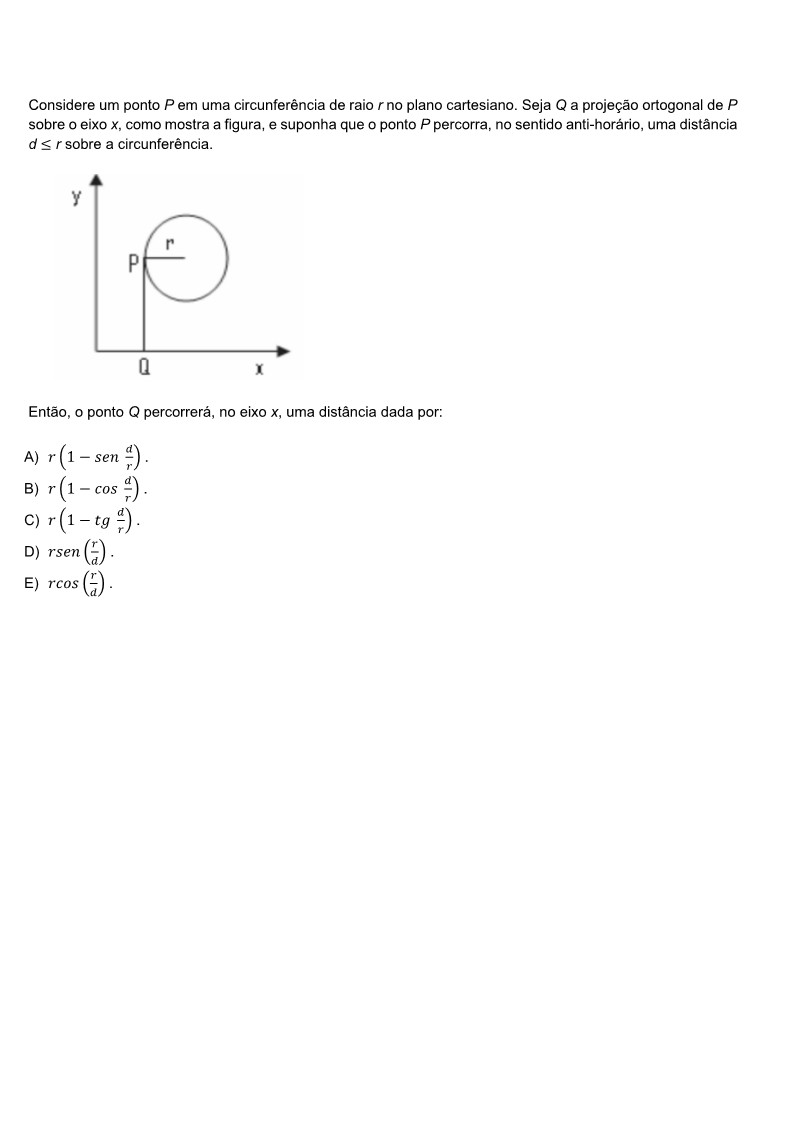 Considere um ponto P em uma circunferência de raio r no plano cartesiano. Seja Q a projeção ortogonal de P
sobre o eixo x, como mostra a figura, e suponha que o ponto P percorra, no sentido anti-horário, uma distância
d ≤ r sobre a circunferência.
y
r
P
Q
x
Então, o ponto Q percorrerá, no eixo x, uma distância dada por:
A) r(1 − sen d/r) .
B) r(1 − cos d/r) .
C) r(1 − tg d/r) .
D) rsen(r/d) .
E) rcos(r/d) .